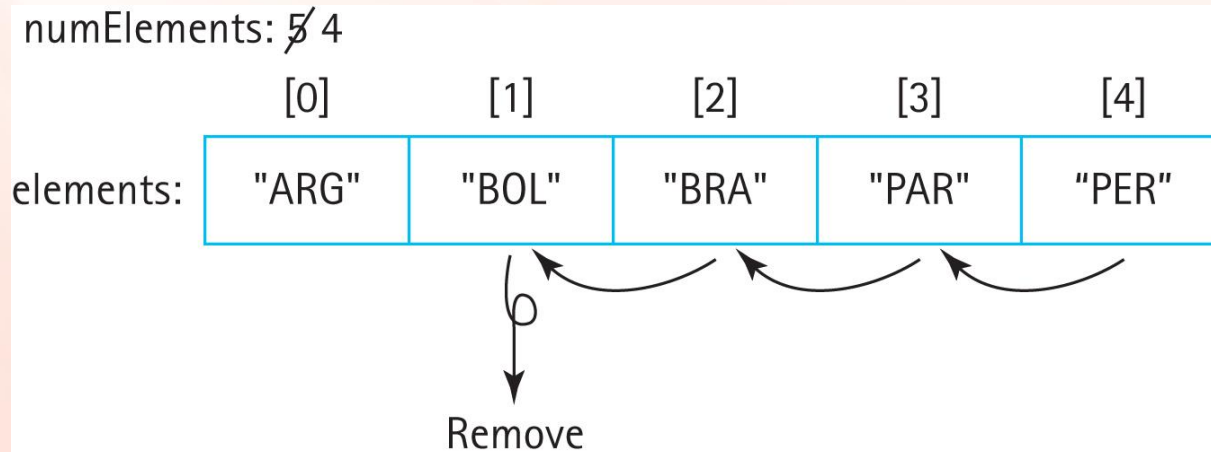 numElements: 5 4
[0] [1] [2] [3] [4]
elements: "ARG" "BOL" "BRA" "PAR" “PER”
Remove